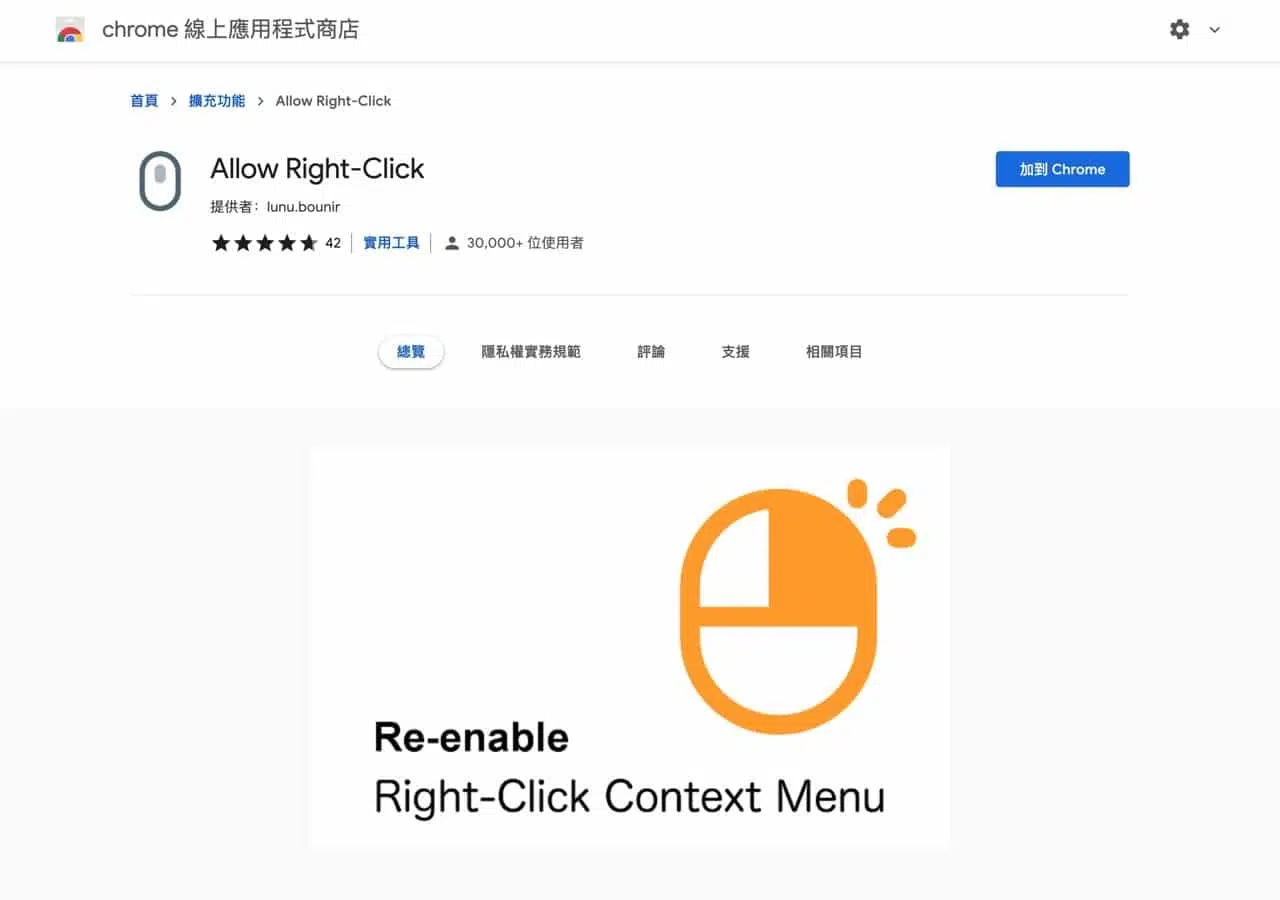 chrome 線上應用程式商店
首頁 > 擴充功能 > Allow Right-Click
Allow Right-Click
加到 Chrome
提供者：lunu.bounir
42 實用工具 30,000+ 位使用者
總覽 隱私權實務規範 評論 支援 相關項目
Re-enable
Right-Click Context Menu